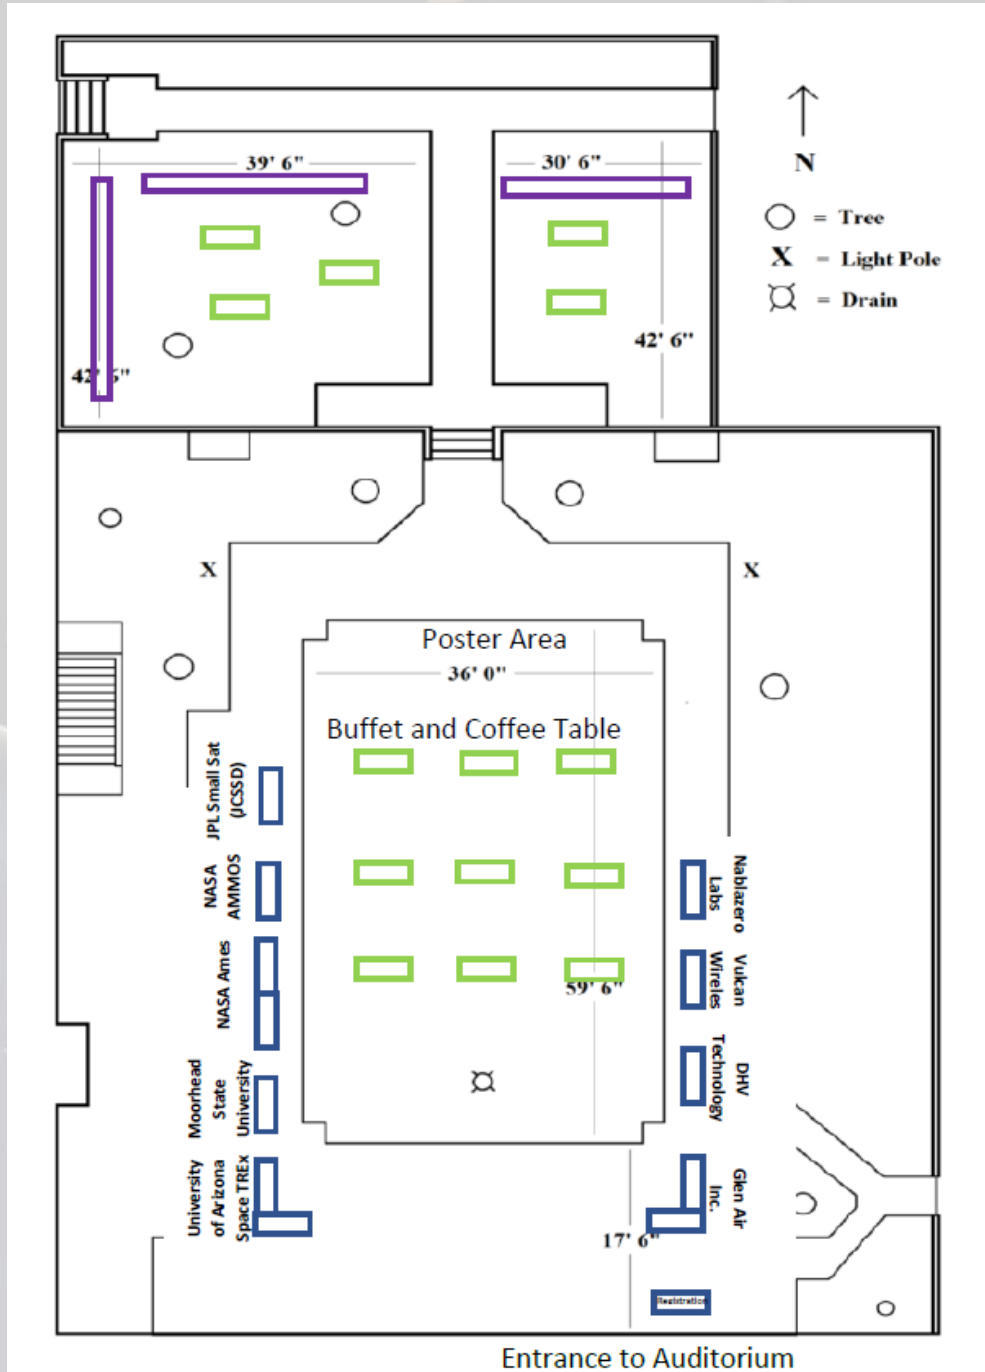 39' 6"
30' 6"
N
= Tree
X = Light Pole
= Drain
42' 6"
42' 6"
X
X
Poster Area
36' 0"
Buffet and Coffee Table
JPL Small Sat
(JCSSD)
NASA
AMMOS
NASA Ames
Moorhead
State
University
University
of Arizona
Space TREx
Nablazero
Labs
Vulcan
Wireles
DHV
Technology
Glen Air
Inc.
59' 6"
17' 6"
Registration
Entrance to Auditorium